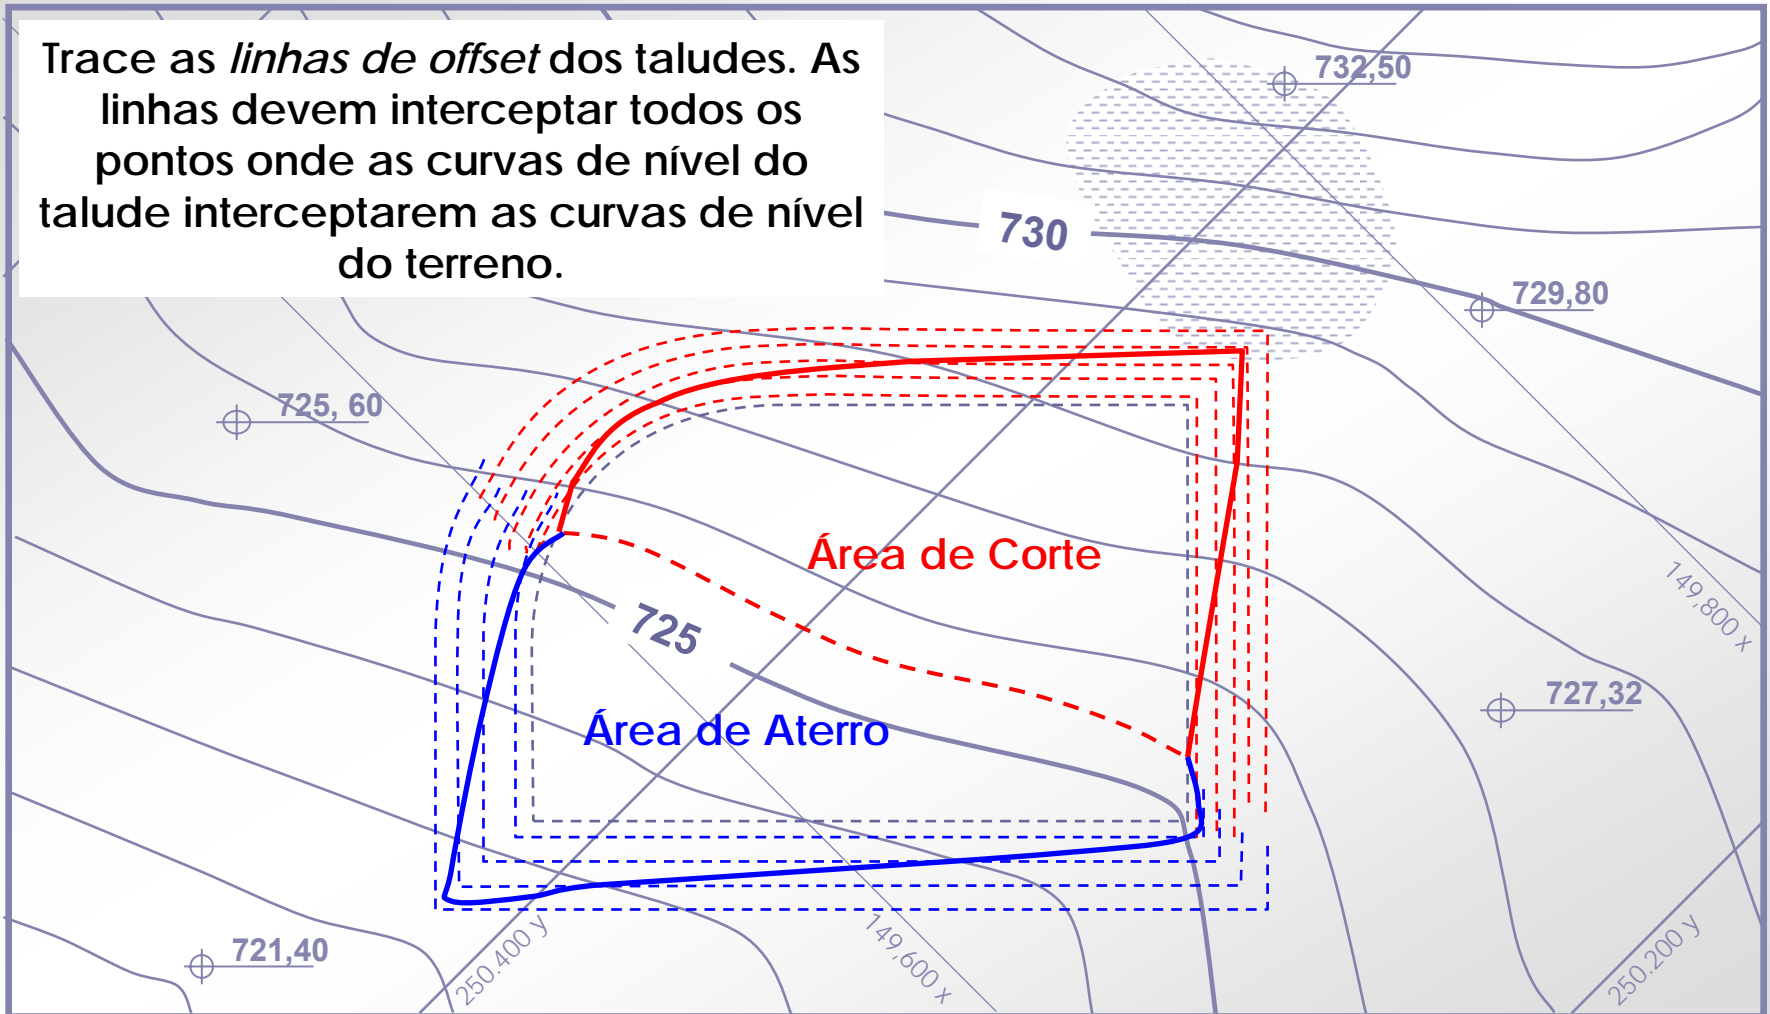 Trace as linhas de offset dos taludes. As
linhas devem interceptar todos os
pontos onde as curvas de nível do
talude interceptarem as curvas de nível
do terreno.
732,50
730
729,80
725, 60
Área de Corte
149,800 x
725
727,32
Área de Aterro
721,40
250.400 y
149,600 x
250.200 y